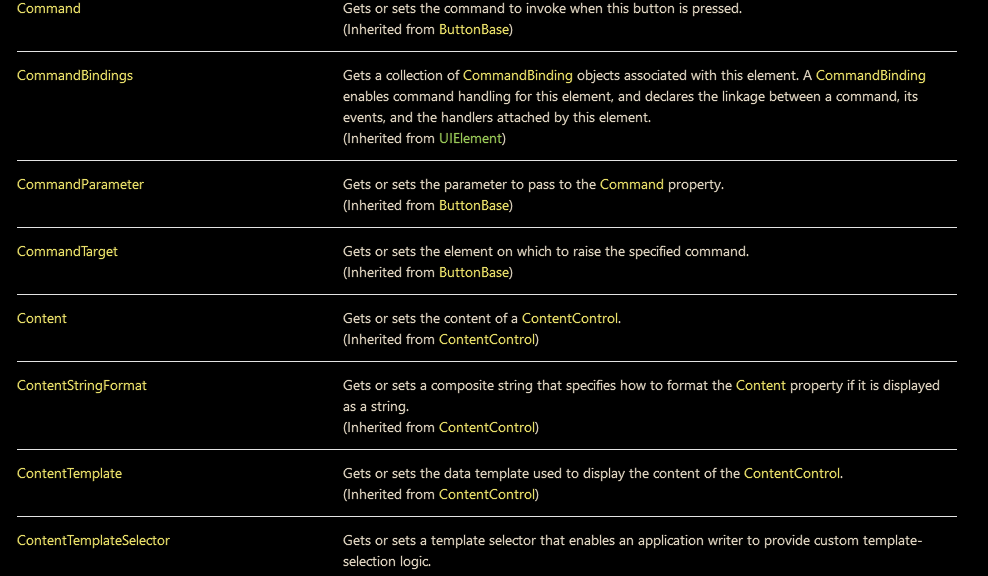 Command
Gets or sets the command to invoke when this button is pressed.
(Inherited from ButtonBase)
CommandBindings
Gets a collection of CommandBinding objects associated with this element. A CommandBinding
enables command handling for this element, and declares the linkage between a command, its
events, and the handlers attached by this element.
(Inherited from UIElement)
CommandParameter
Gets or sets the parameter to pass to the Command property.
(Inherited from ButtonBase)
CommandTarget
Gets or sets the element on which to raise the specified command.
(Inherited from ButtonBase)
Content
Gets or sets the content of a ContentControl.
(Inherited from ContentControl)
ContentStringFormat
Gets or sets a composite string that specifies how to format the Content property if it is displayed
as a string.
(Inherited from ContentControl)
ContentTemplate
Gets or sets the data template used to display the content of the ContentControl.
(Inherited from ContentControl)
ContentTemplateSelector
Gets or sets a template selector that enables an application writer to provide custom template-
selection logic.